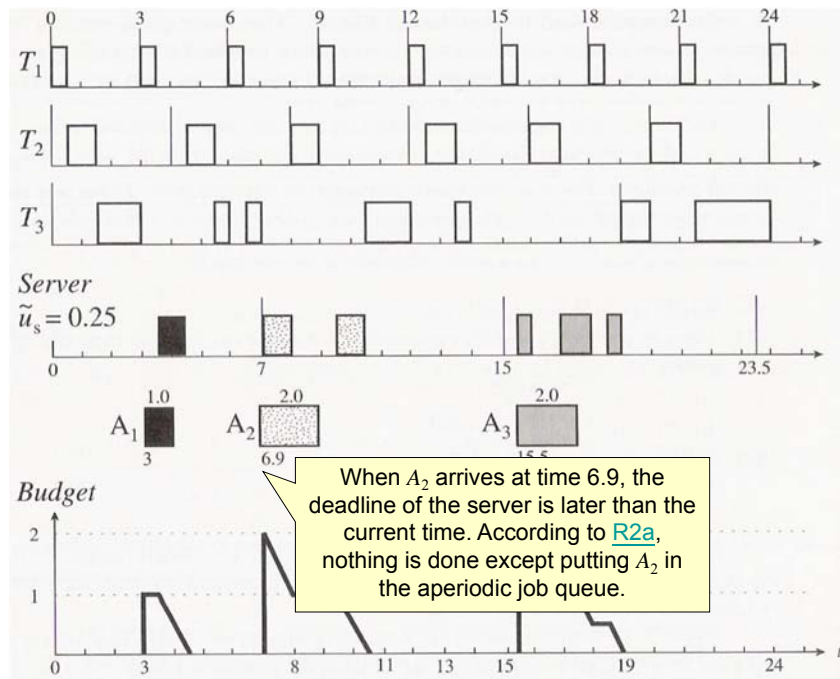 0 3 6 9 12 15 18 21 24
T1
T2
T3
Server
ũs = 0.25
0 7 15 23.5
1.0 2.0 2.0
A1 A2 A3
3 6.9 15.5
When A2 arrives at time 6.9, the
deadline of the server is later than the
current time. According to R2a,
nothing is done except putting A2 in
the aperiodic job queue.
Budget
2
1
0 3 8 11 13 15 19 24